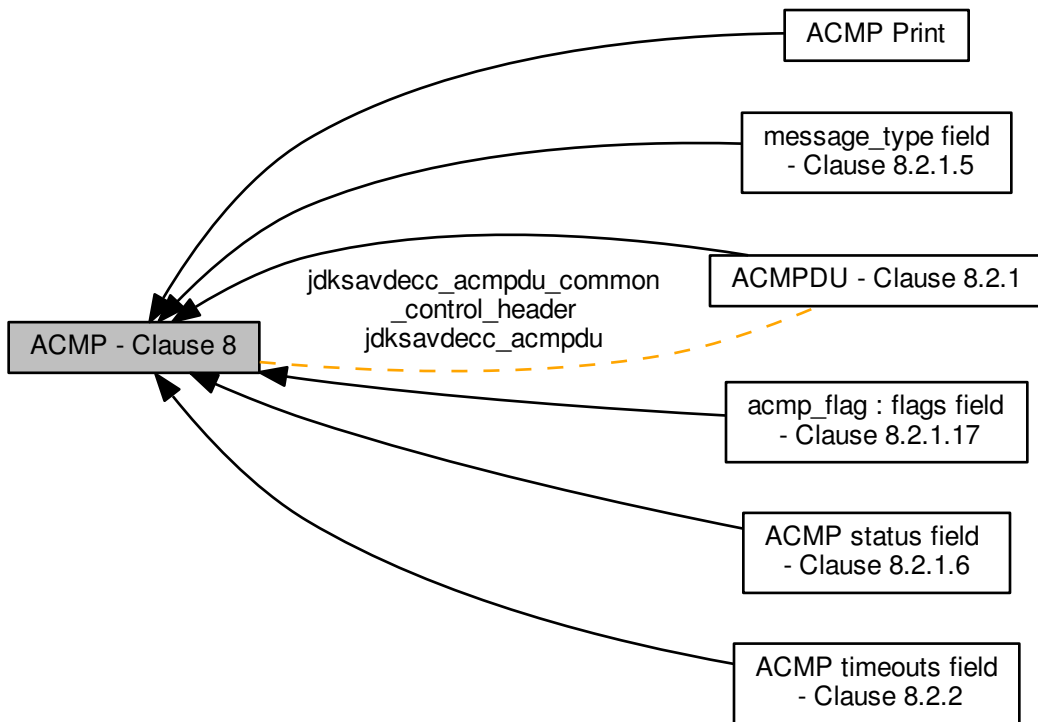 ACMP Print
message_type field
- Clause 8.2.1.5
ACMPDU - Clause 8.2.1
jdksavdecc_acmpdu_common
_control_header
jdksavdecc_acmpdu
ACMP - Clause 8
acmp_flag : flags field
- Clause 8.2.1.17
ACMP status field
- Clause 8.2.1.6
ACMP timeouts field
- Clause 8.2.2